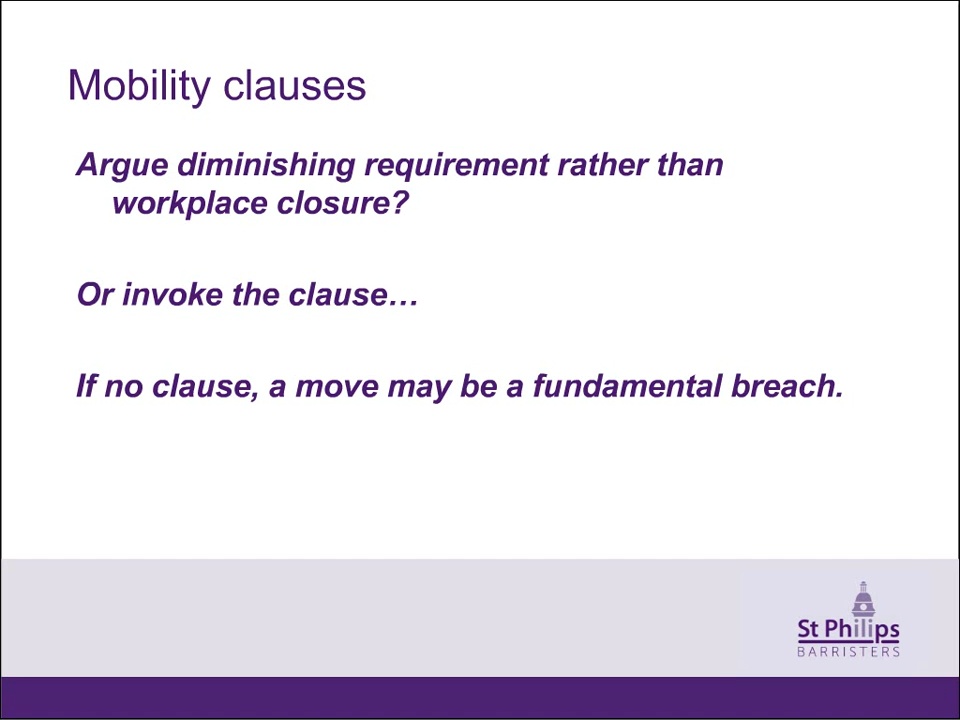 Mobility clauses
Argue diminishing requirement rather than
workplace closure?
Or invoke the clause…
If no clause, a move may be a fundamental breach.
St Philips
BARRISTERS